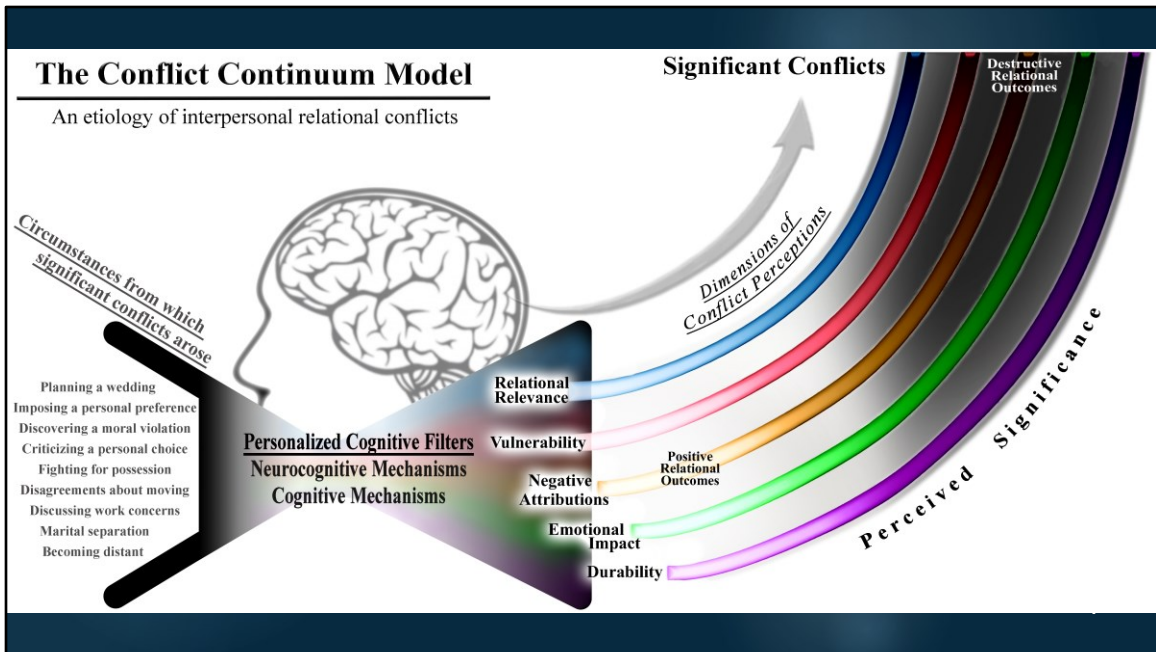 The Conflict Continuum Model
An etiology of interpersonal relational conflicts
Significant Conflicts
Destructive
Relational
Outcomes
Circumstances from which
significant conflicts arose
Dimensions of
Conflict Perceptions
Planning a wedding
Imposing a personal preference
Discovering a moral violation
Criticizing a personal choice
Fighting for possession
Disagreements about moving
Discussing work concerns
Marital separation
Becoming distant
Personalized Cognitive Filters
Neurocognitive Mechanisms
Cognitive Mechanisms
Relational
Relevance
Vulnerability
Negative
Attributions
Emotional
Impact
Durability
Positive
Relational
Outcomes
Perceived Significance